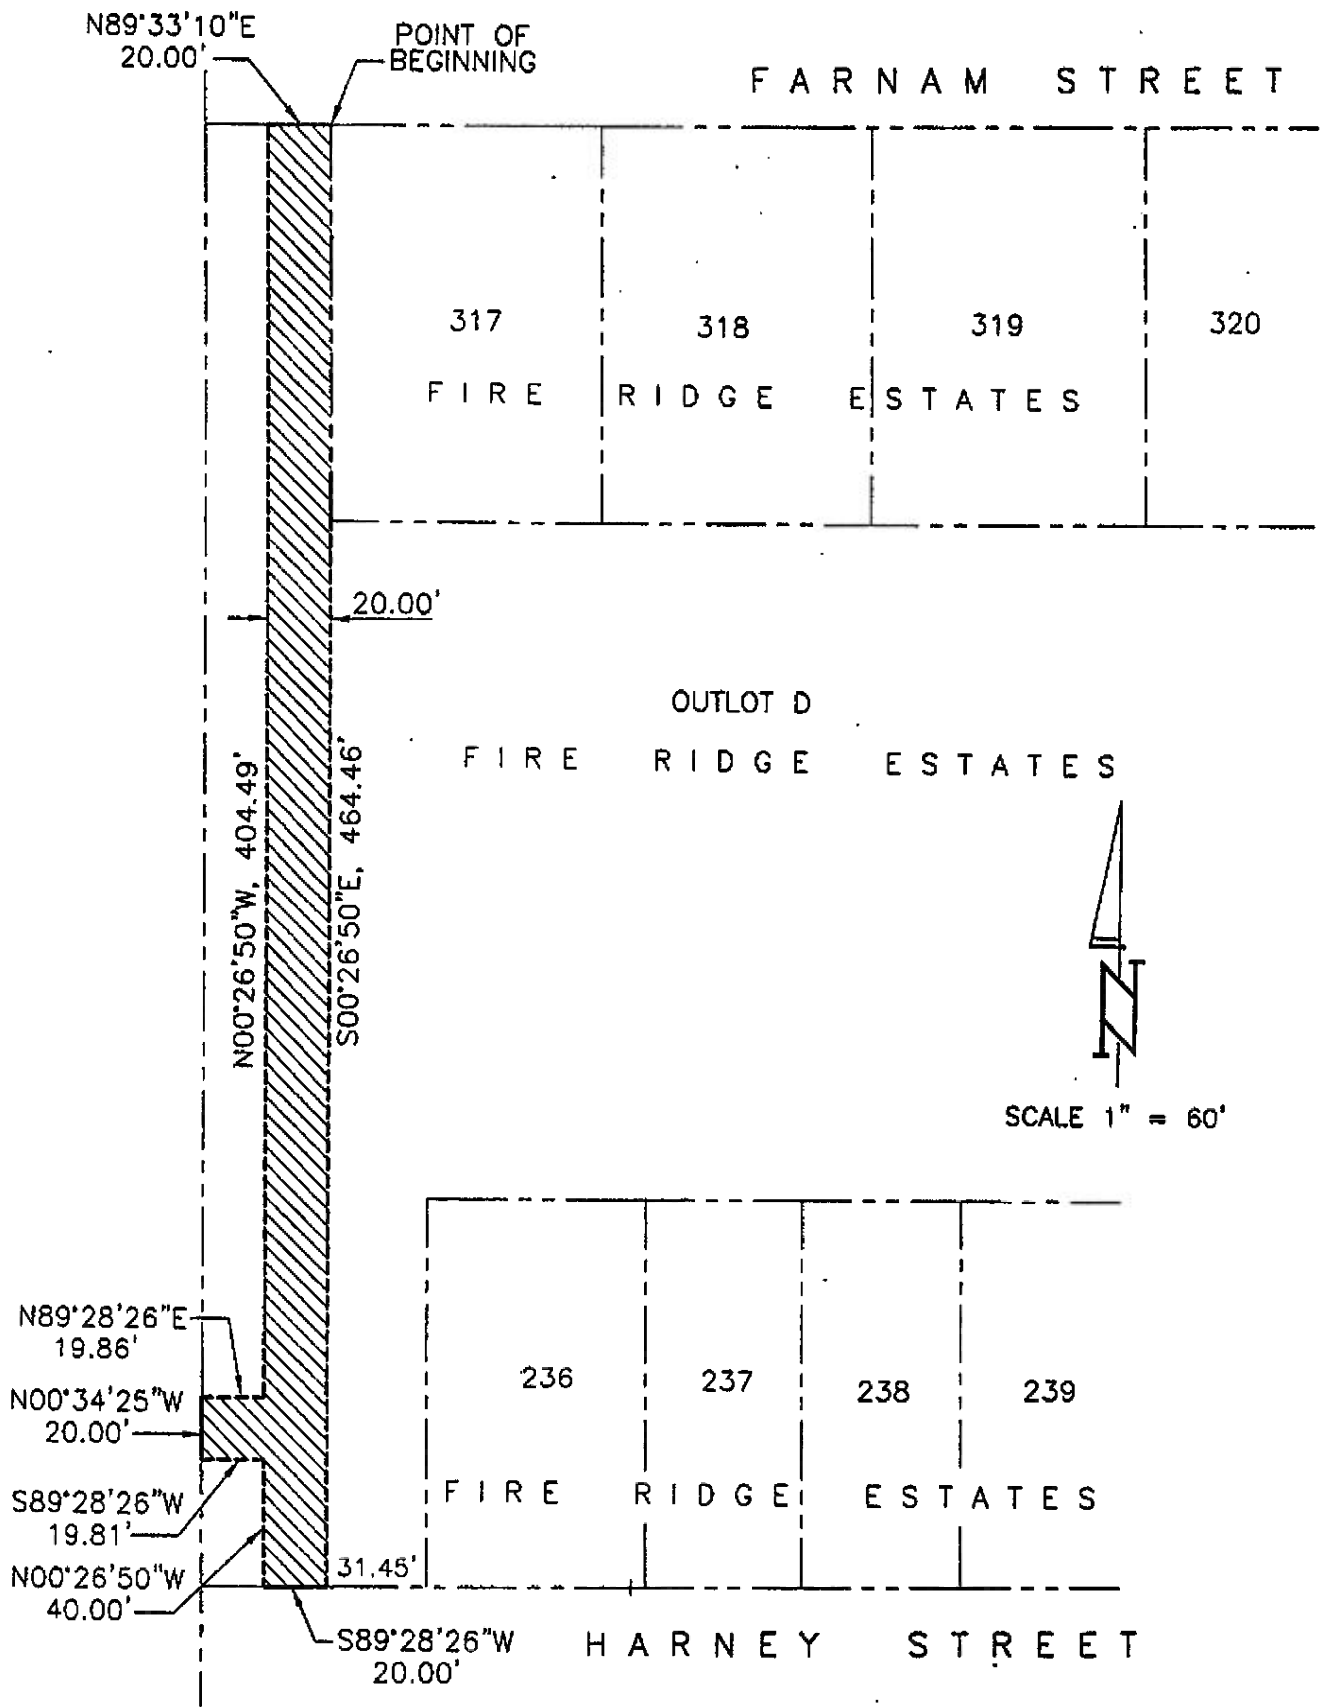 N89°33'10"E
20.00'
POINT OF
BEGINNING
FARNAM STREET
317
318
319
320
FIRE RIDGE ESTATES
20.00'
OUTLOT D
FIRE RIDGE ESTATES
N00°26'50"W, 404.49'
S00°26'50"E, 464.46'
N
SCALE 1" = 60'
N89°28'26"E
19.86'
N00°34'25"W
20.00'
S89°28'26"W
19.81'
N00°26'50"W
40.00'
236
237
238
239
FIRE RIDGE ESTATES
31.45'
S89°28'26"W
20.00'
HARNEY STREET